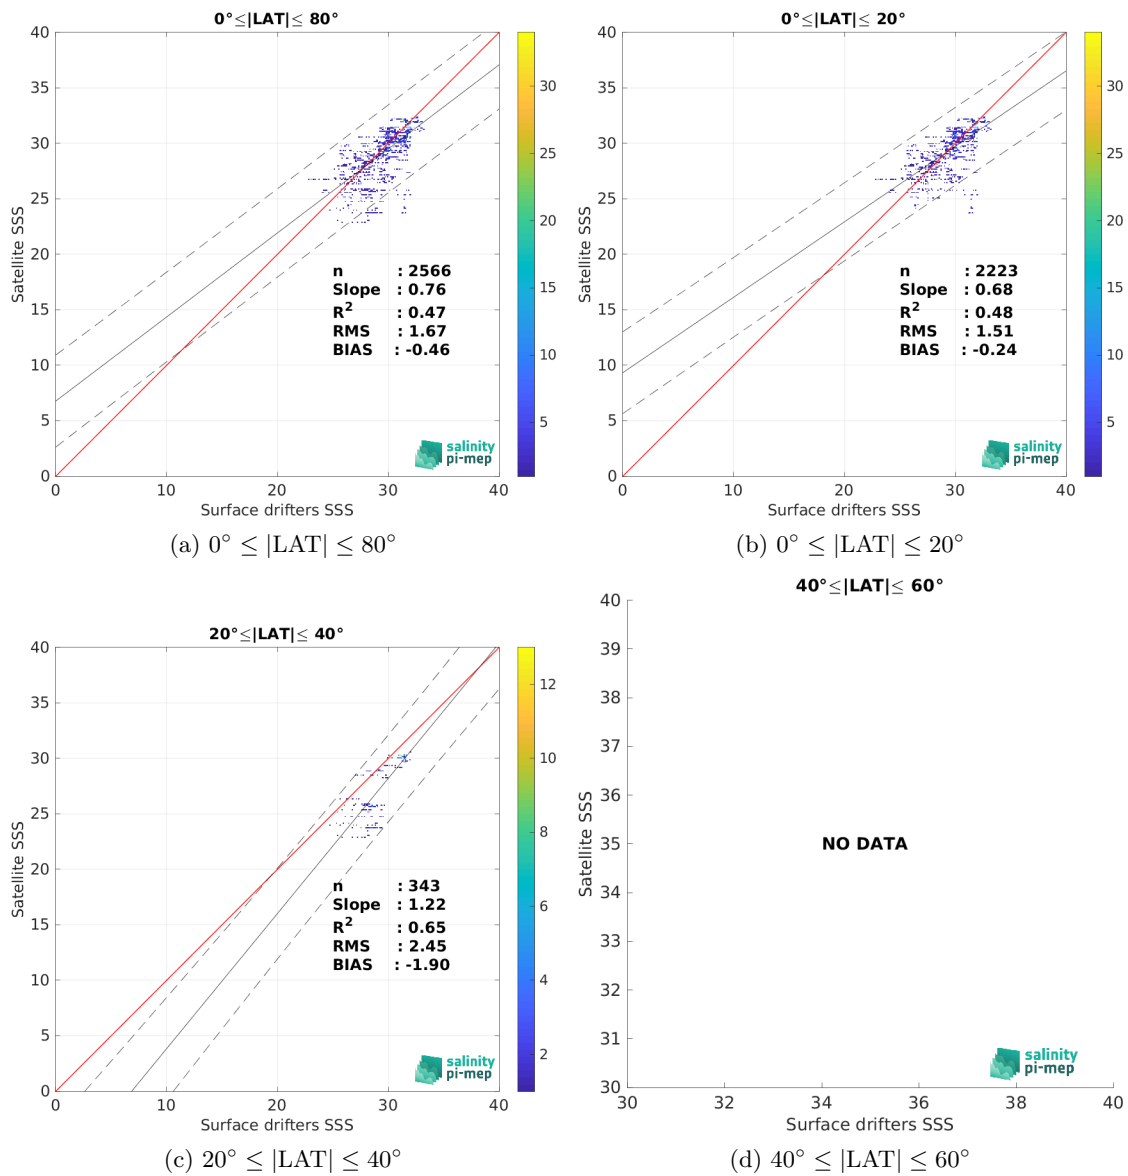 0°≤|LAT|≤ 80°
40
35
30
25
20
15
10
5
0
Satellite SSS
n : 2566
Slope : 0.76
R² : 0.47
RMS : 1.67
BIAS : -0.46
salinity
pi-mep
0 10 20 30 40
Surface drifters SSS
30
25
20
15
10
5
(a) 0° ≤ |LAT| ≤ 80°
0°≤|LAT|≤ 20°
40
35
30
25
20
15
10
5
0
Satellite SSS
n : 2223
Slope : 0.68
R² : 0.48
RMS : 1.51
BIAS : -0.24
salinity
pi-mep
0 10 20 30 40
Surface drifters SSS
30
25
20
15
10
5
(b) 0° ≤ |LAT| ≤ 20°
20°≤|LAT|≤ 40°
40
35
30
25
20
15
10
5
0
Satellite SSS
n : 343
Slope : 1.22
R² : 0.65
RMS : 2.45
BIAS : -1.90
salinity
pi-mep
0 10 20 30 40
Surface drifters SSS
12
10
8
6
4
2
(c) 20° ≤ |LAT| ≤ 40°
40°≤|LAT|≤ 60°
40
39
38
37
36
35
34
33
32
31
30
Satellite SSS
NO DATA
salinity
pi-mep
30 32 34 36 38 40
Surface drifters SSS
(d) 40° ≤ |LAT| ≤ 60°